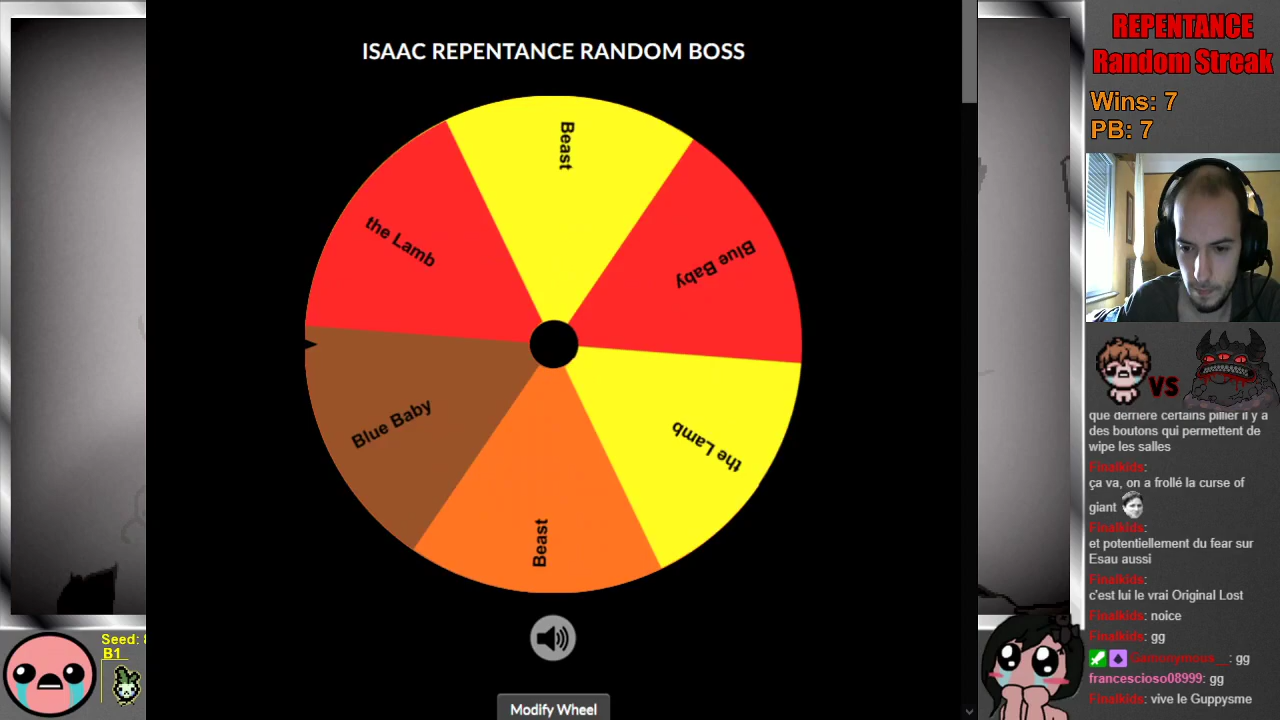 ISAAC REPENTANCE RANDOM BOSS
Beast
the Lamb
Blue Baby
Blue Baby
the Lamb
Beast
Modify Wheel
Seed: 8
B1
REPENTANCE
Random Streak
Wins: 7
PB: 7
VS
que derrière certains pillier il y a
des boutons qui permettent de
wipe les salles
Finalkids:
ça va, on a frollé la curse of
giant
Finalkids:
et potentiellement du fear sur
Esau aussi
Finalkids:
c'est lui le vrai Original Lost
Finalkids: noice
Finalkids: gg
: gg
francescioso08999: gg
Finalkids: vive le Guppysme